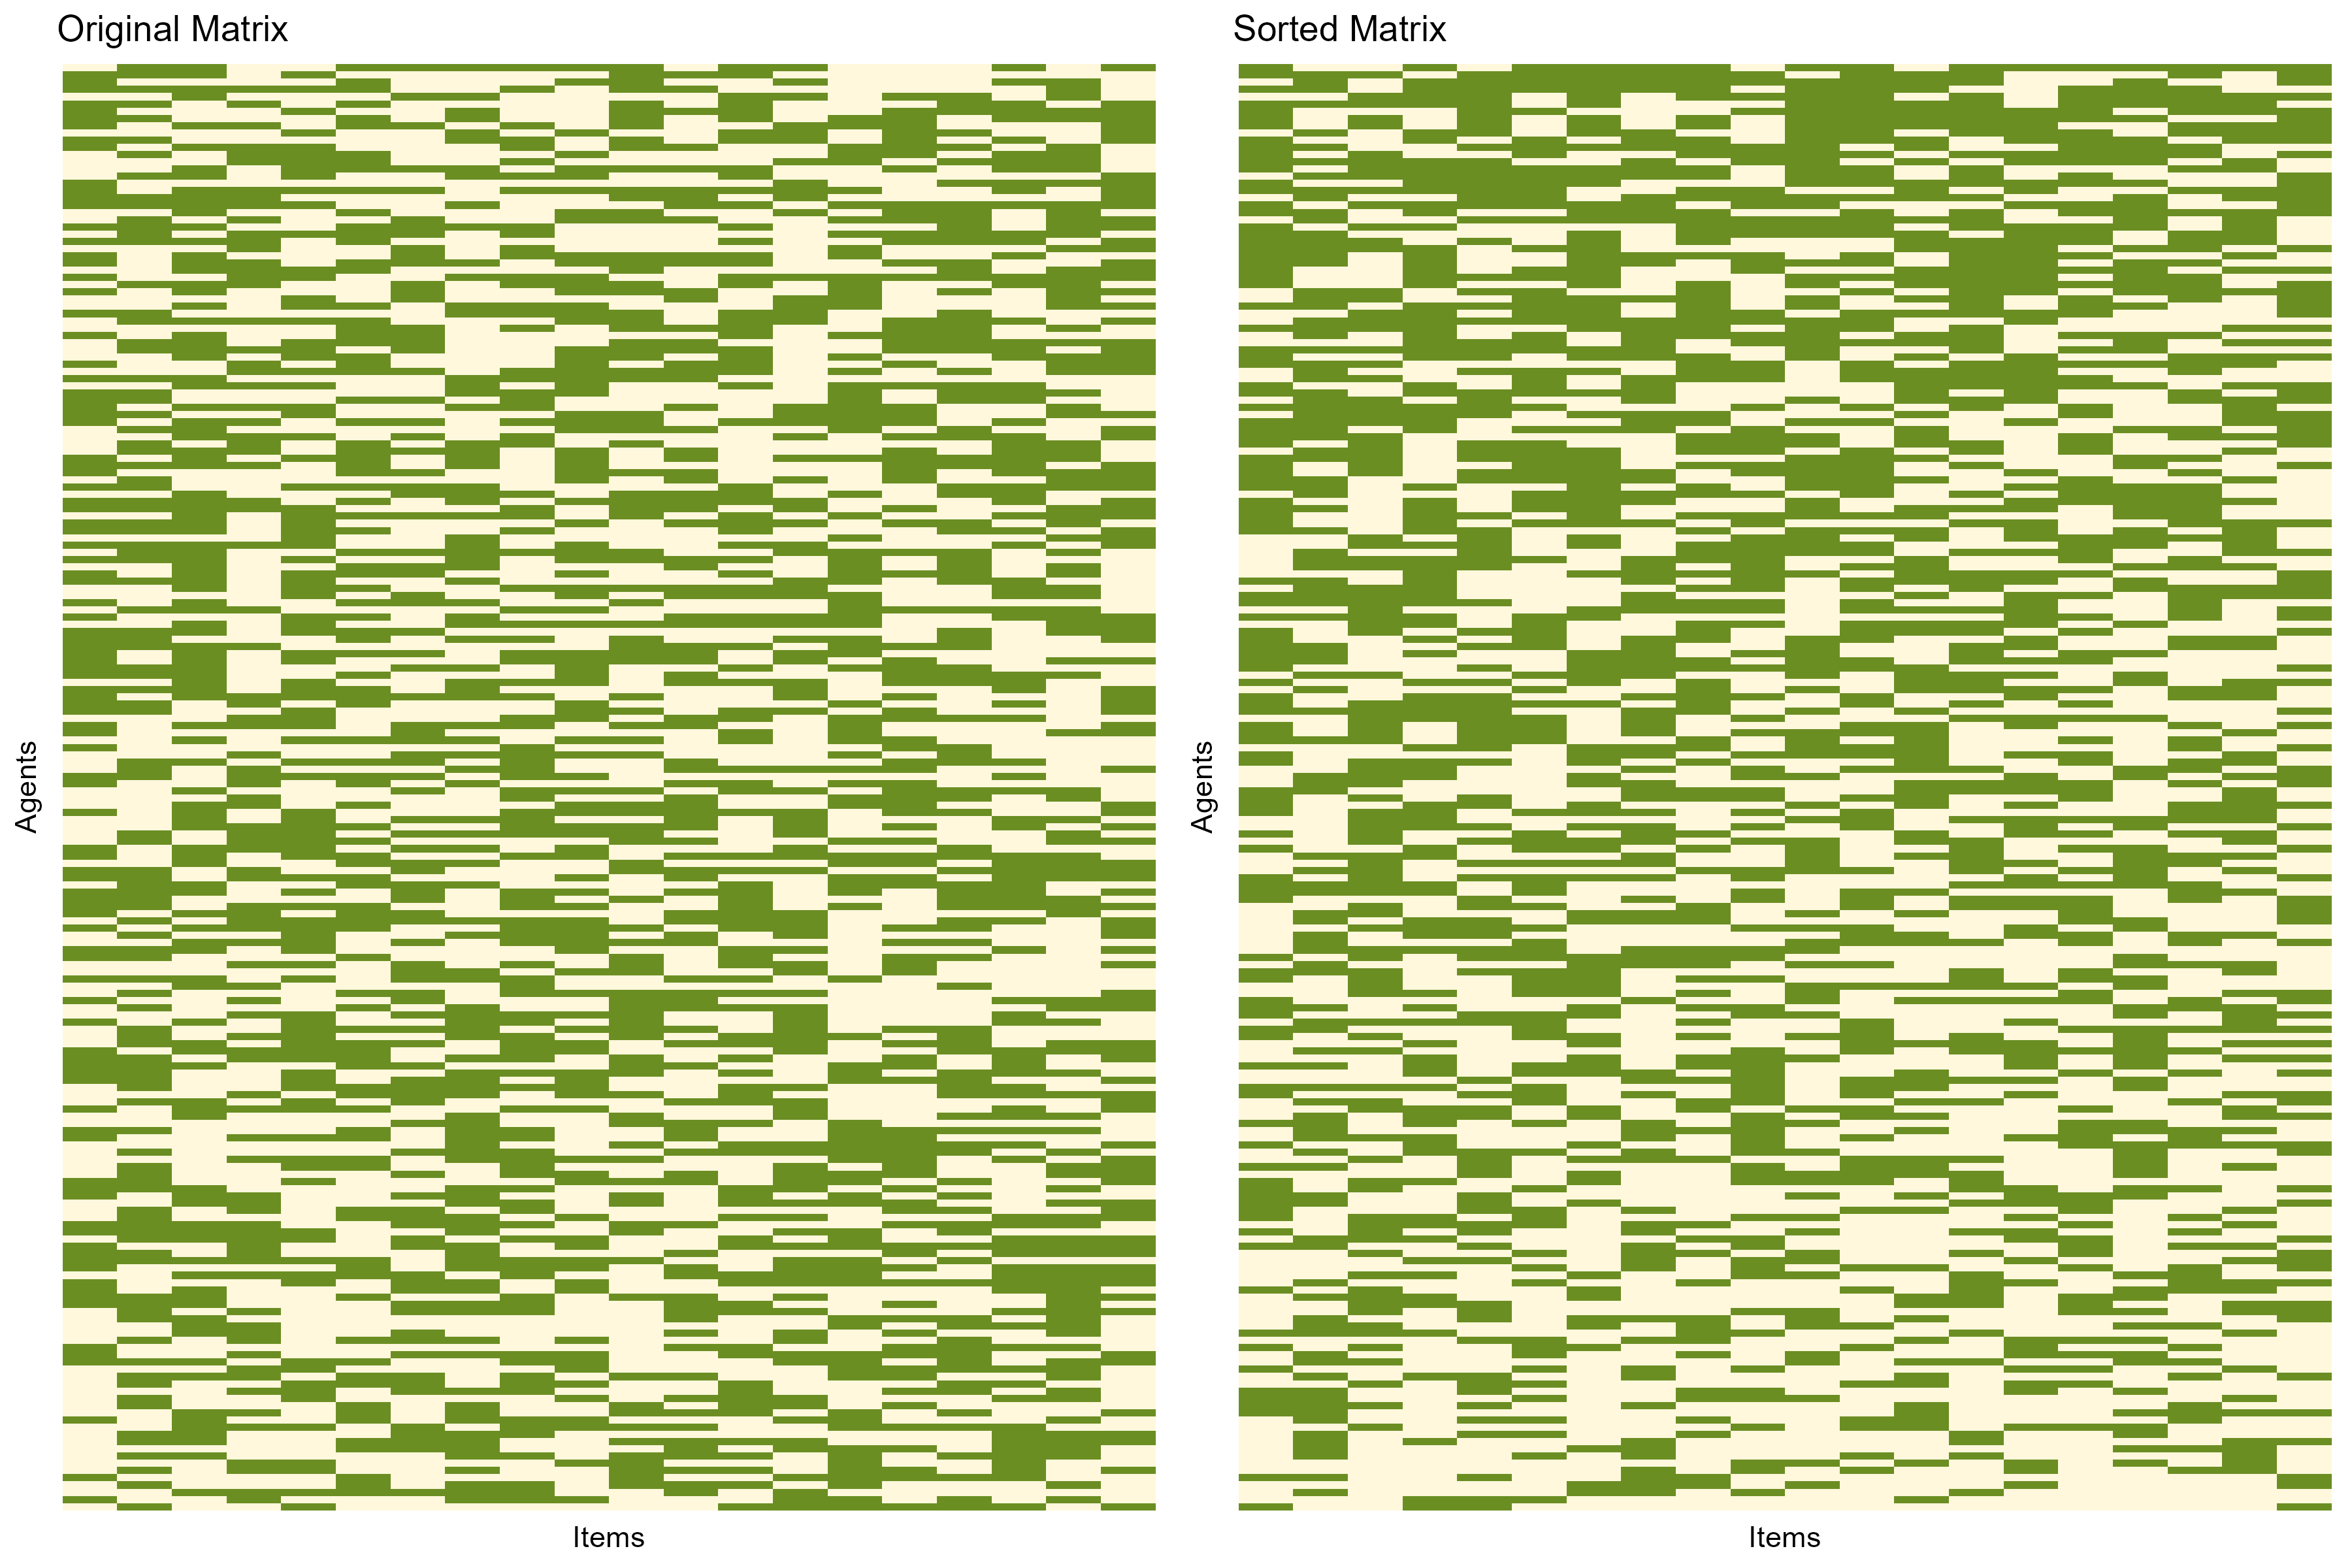 Original Matrix
Agents
Items
Sorted Matrix
Agents
Items